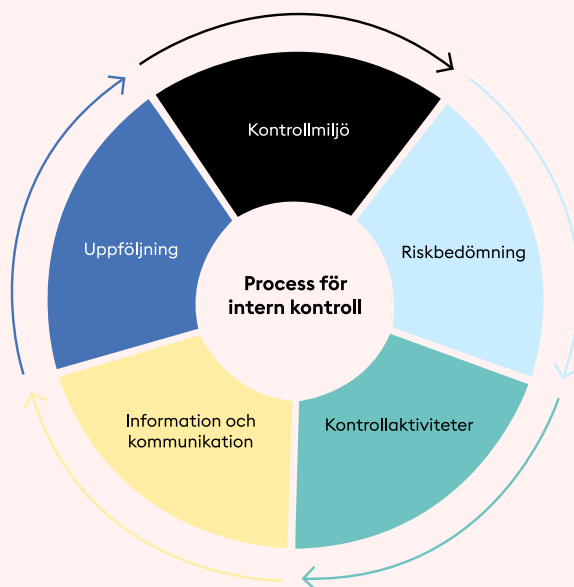 Kontrollmiljö
Riskbedömning
Kontrollaktiviteter
Information och
kommunikation
Uppföljning
Process för
intern kontroll